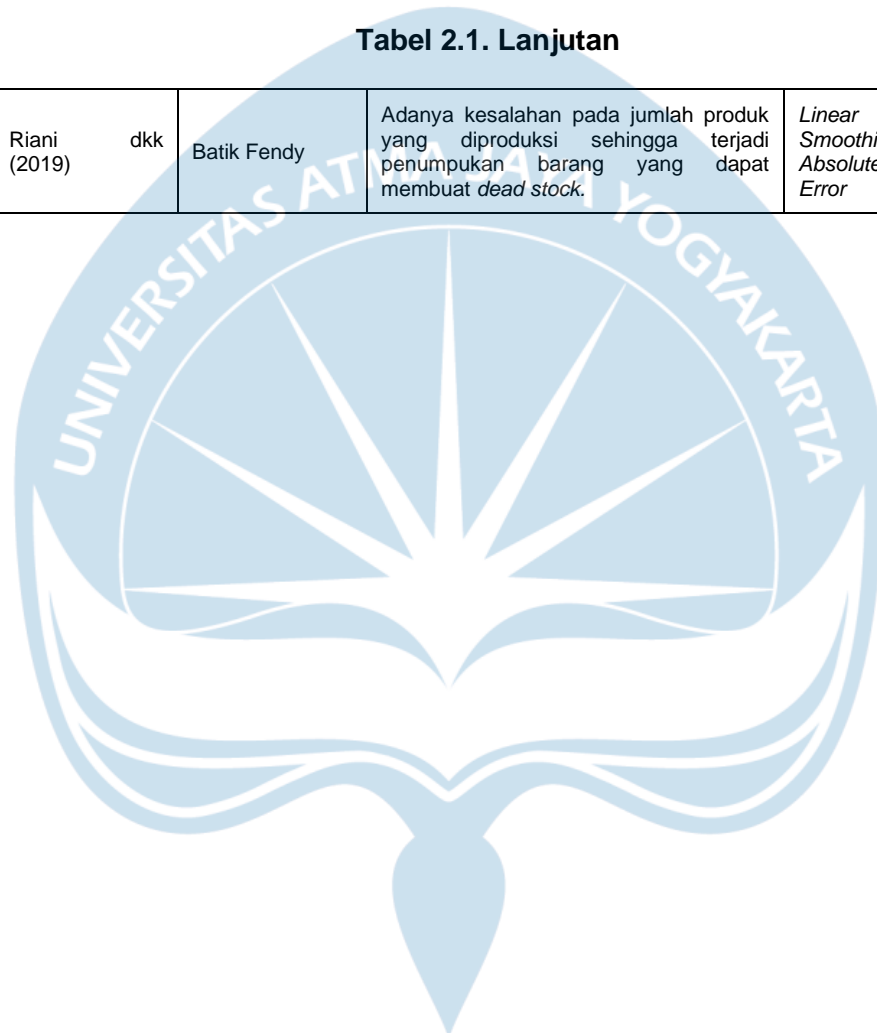 Tabel 2.1. Lanjutan
Riani dkk
(2019)
Batik Fendy
Adanya kesalahan pada jumlah produk
yang diproduksi sehingga terjadi
penumpukan barang yang dapat
membuat dead stock.
Linear
Absolute
Error
UNIVERSITAS ATMA JAYA YOGYAKARTA